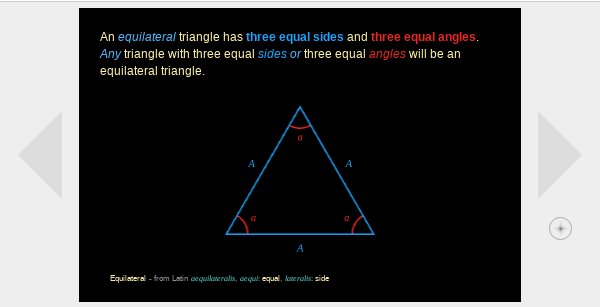 An equilateral triangle has three equal sides and three equal angles.
Any triangle with three equal sides or three equal angles will be an
equilateral triangle.
a
A A
a a
A
Equilateral - from Latin aequilateralis, aequi: equal, lateralis: side